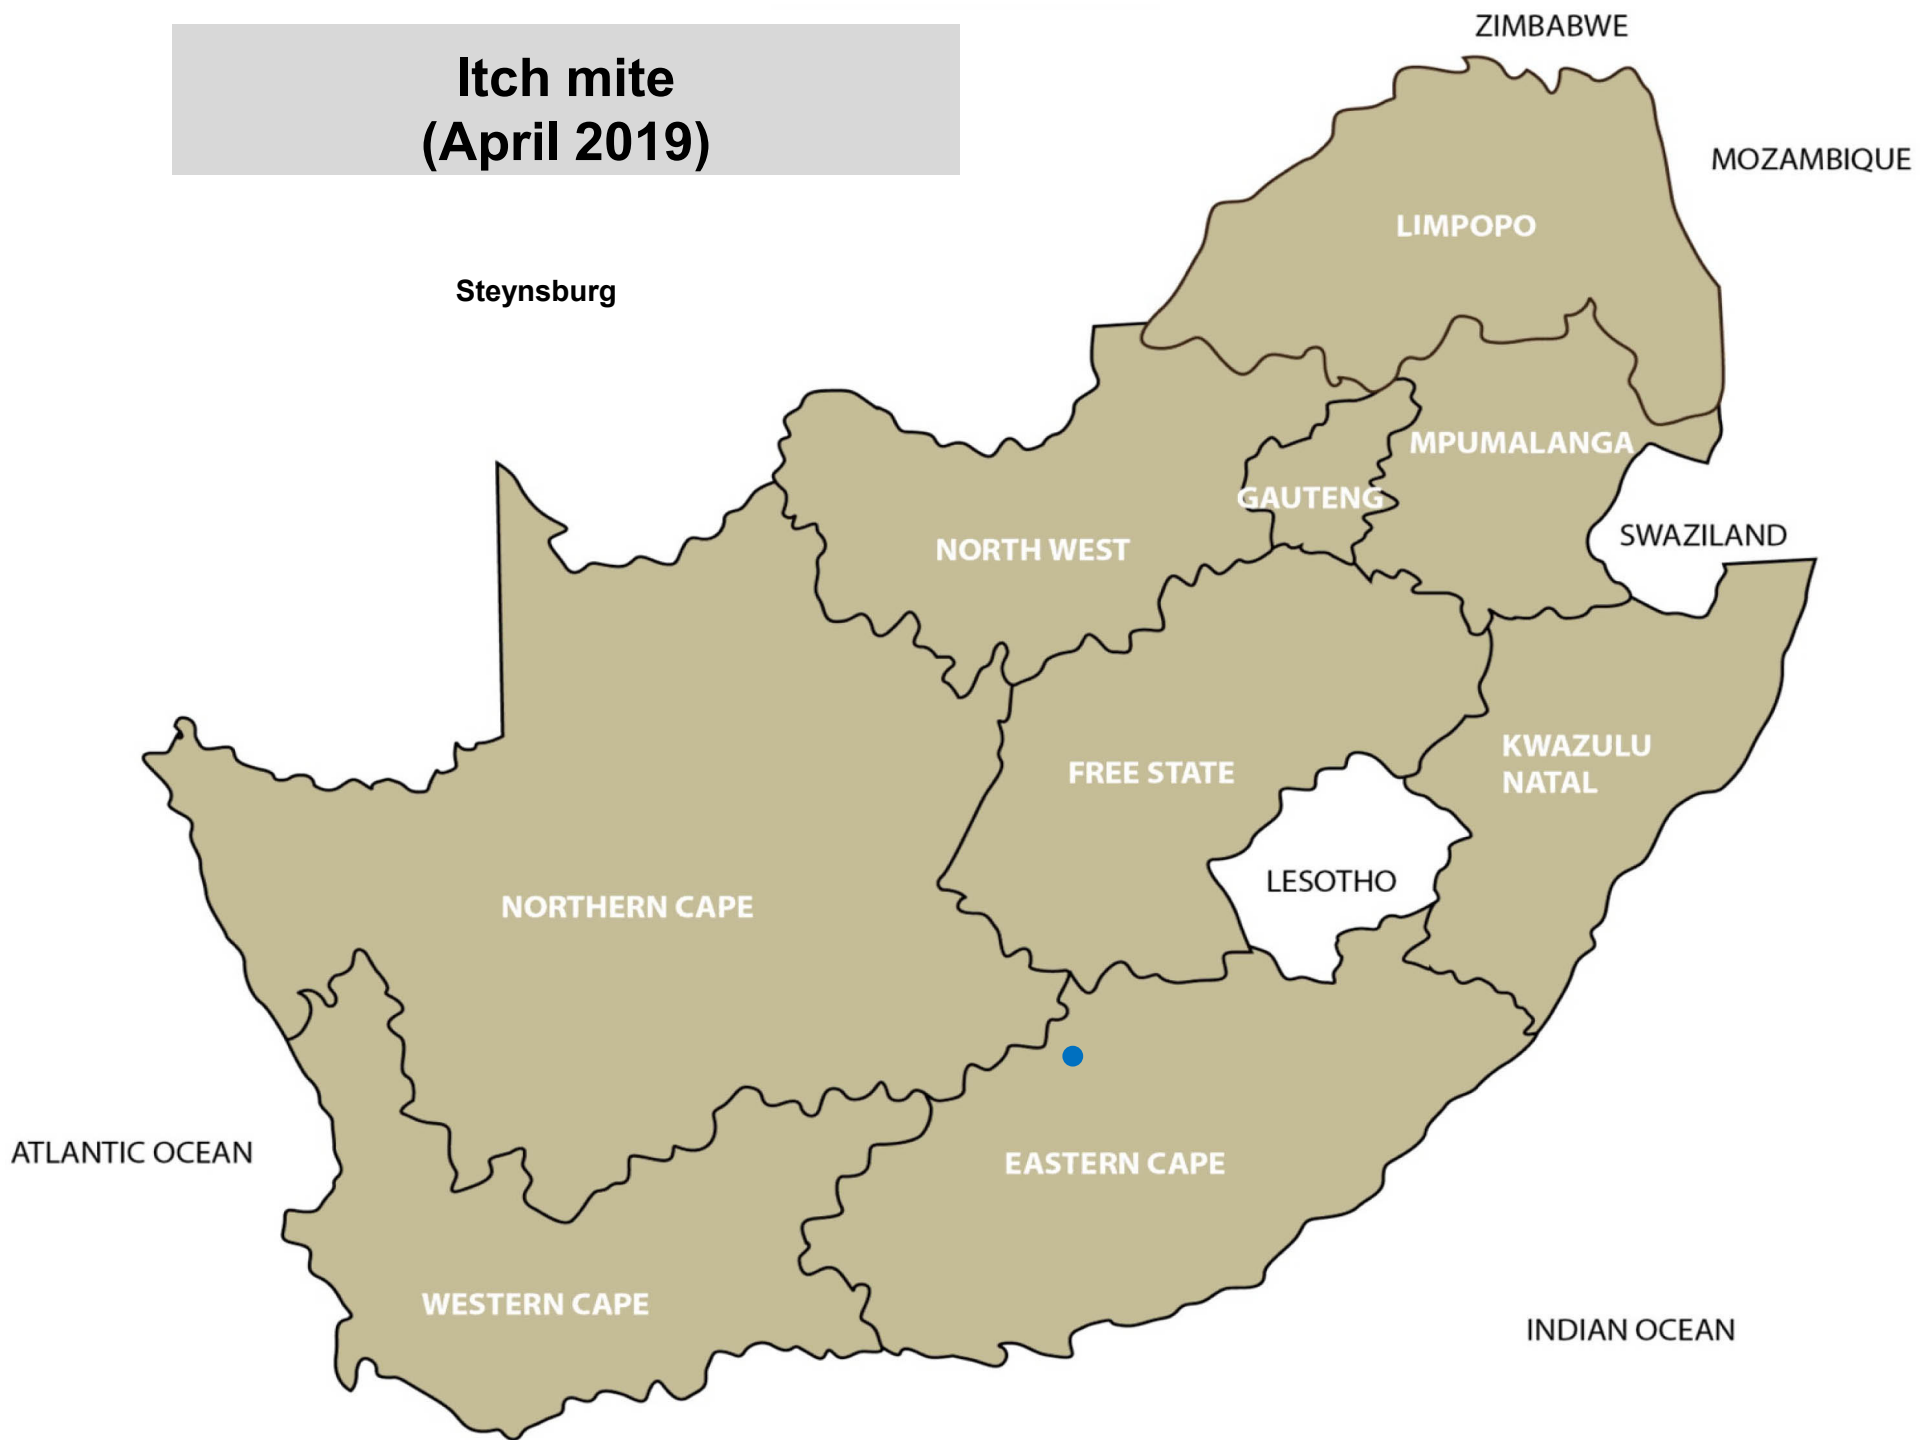 Itch mite
(April 2019)
Steynsburg
ZIMBABWE
MOZAMBIQUE
LIMPOPO
MPUMALANGA
GAUTENG
SWAZILAND
NORTH WEST
KWAZULU
NATAL
FREE STATE
LESOTHO
NORTHERN CAPE
ATLANTIC OCEAN
EASTERN CAPE
WESTERN CAPE
INDIAN OCEAN